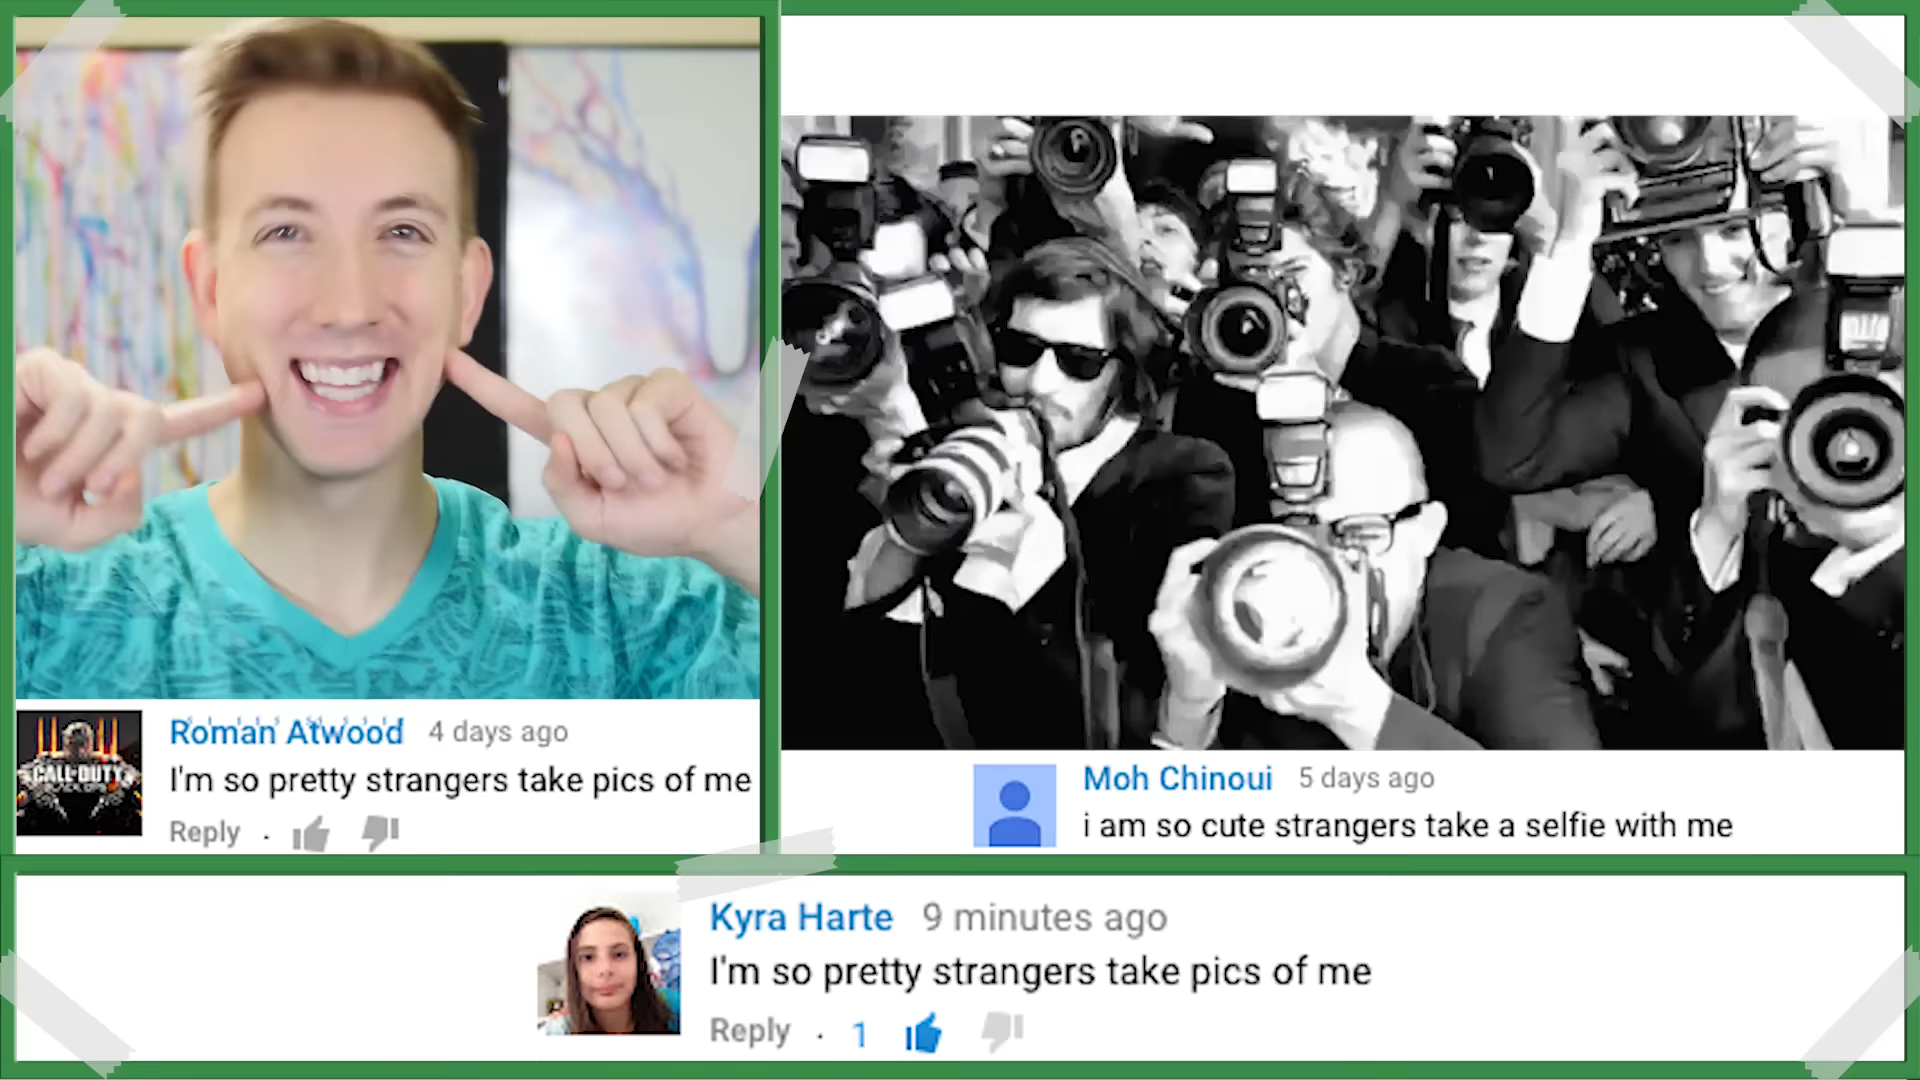 Roman Atwood 4 days ago
I'm so pretty strangers take pics of me
Reply .
CALL DUTY
Moh Chinoui 5 days ago
i am so cute strangers take a selfie with me
Kyra Harte 9 minutes ago
I'm so pretty strangers take pics of me
Reply . 1